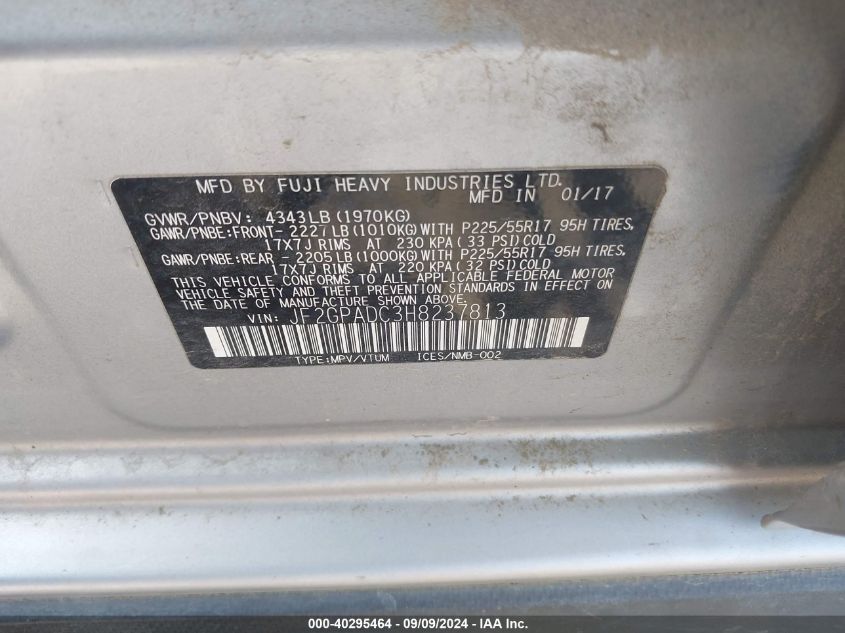 MFD BY FUJI HEAVY INDUSTRIES LTD.
MFD IN 01/17
GVWR/PNBV: 4343LB(1970KG)
GAWR/PNBE:FRONT- 2227LB(1010KG)WITH P225/55R17 95H TIRES,
17X7J RIMS AT 230 KPA(33 PSI)COLD
GAWR/PNBE:REAR - 2205LB(1000KG)WITH P225/55R17 95H TIRES,
17X7J RIMS AT 220 KPA(32 PSI)COLD
THIS VEHICLE CONFORMS TO ALL APPLICABLE FEDERAL MOTOR
VEHICLE SAFETY AND THEFT PREVENTION STANDARDS IN EFFECT ON
THE DATE OF MANUFACTURE SHOWN ABOVE.
VIN: JF2GPADC3H8237813
TYPE:MPV/VTUM ICES/NMB-002
000-40295464 - 09/09/2024 - IAA Inc.